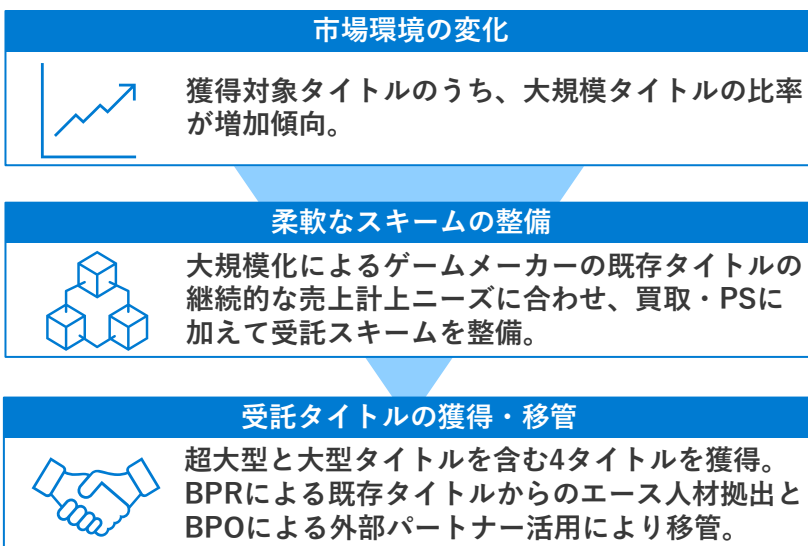 市場環境の変化
獲得対象タイトルのうち、大規模タイトルの比率
が増加傾向。
柔軟なスキームの整備
大規模化によるゲームメーカーの既存タイトルの
継続的な売上計上ニーズに合わせ、買取・PSに
加えて受託スキームを整備。
受託タイトルの獲得・移管
超大型と大型タイトルを含む4タイトルを獲得。
BPRによる既存タイトルからのエース人材拠出と
BPOによる外部パートナー活用により移管。